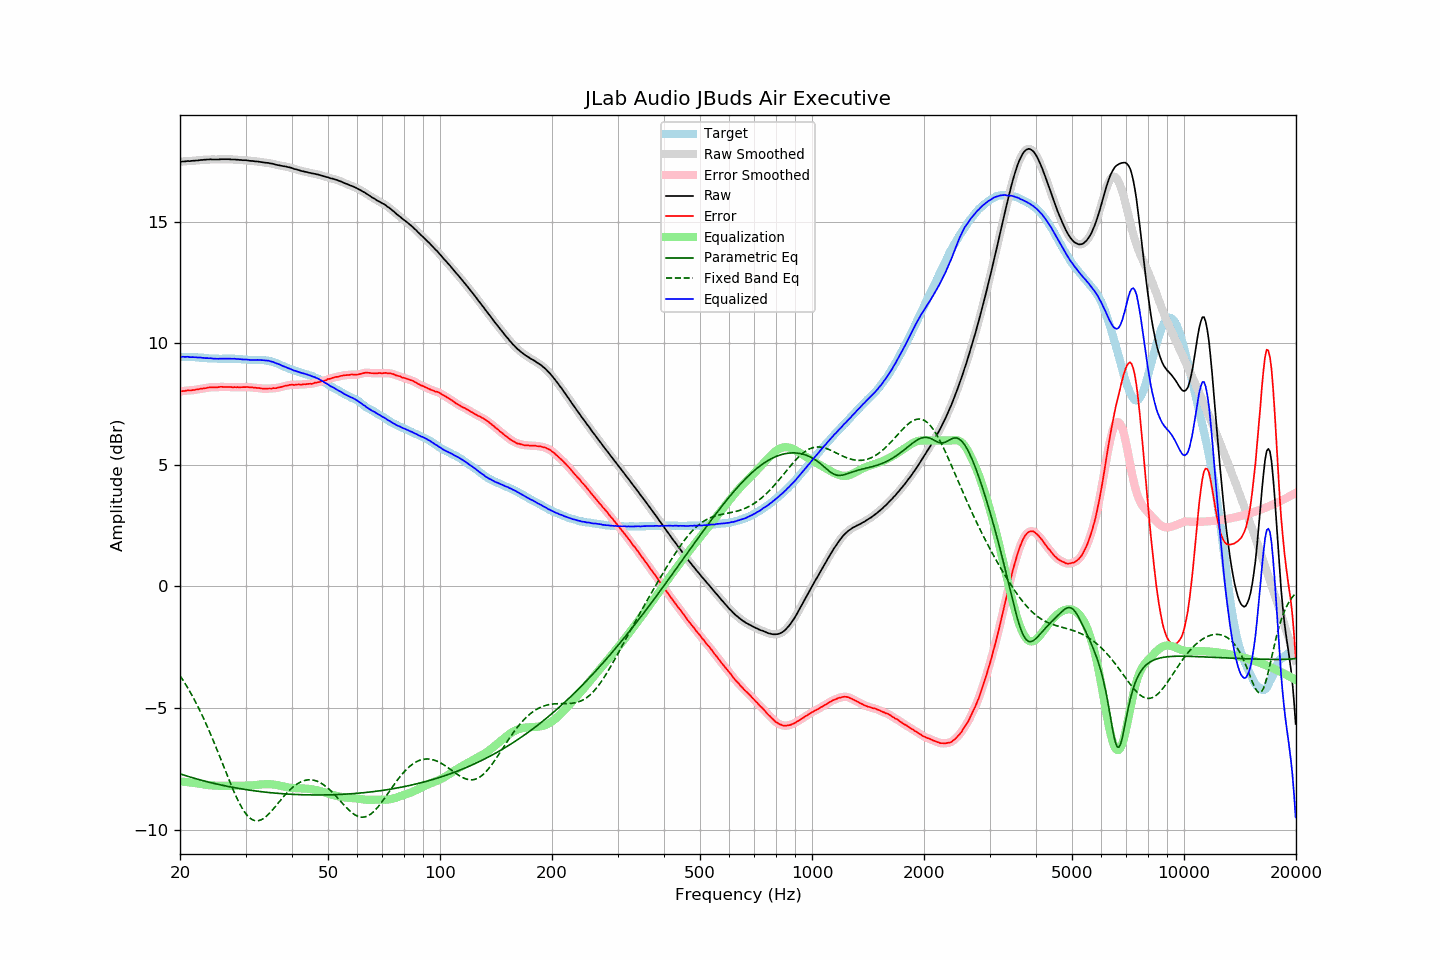 JLab Audio JBuds Air Executive
Target
Raw Smoothed
Error Smoothed
Raw
Error
Equalization
Parametric Eq
Fixed Band Eq
Equalized
Amplitude (dBr)
15
10
5
0
−5
−10
20 50 100 200 500 1000 2000 5000 10000 20000
Frequency (Hz)